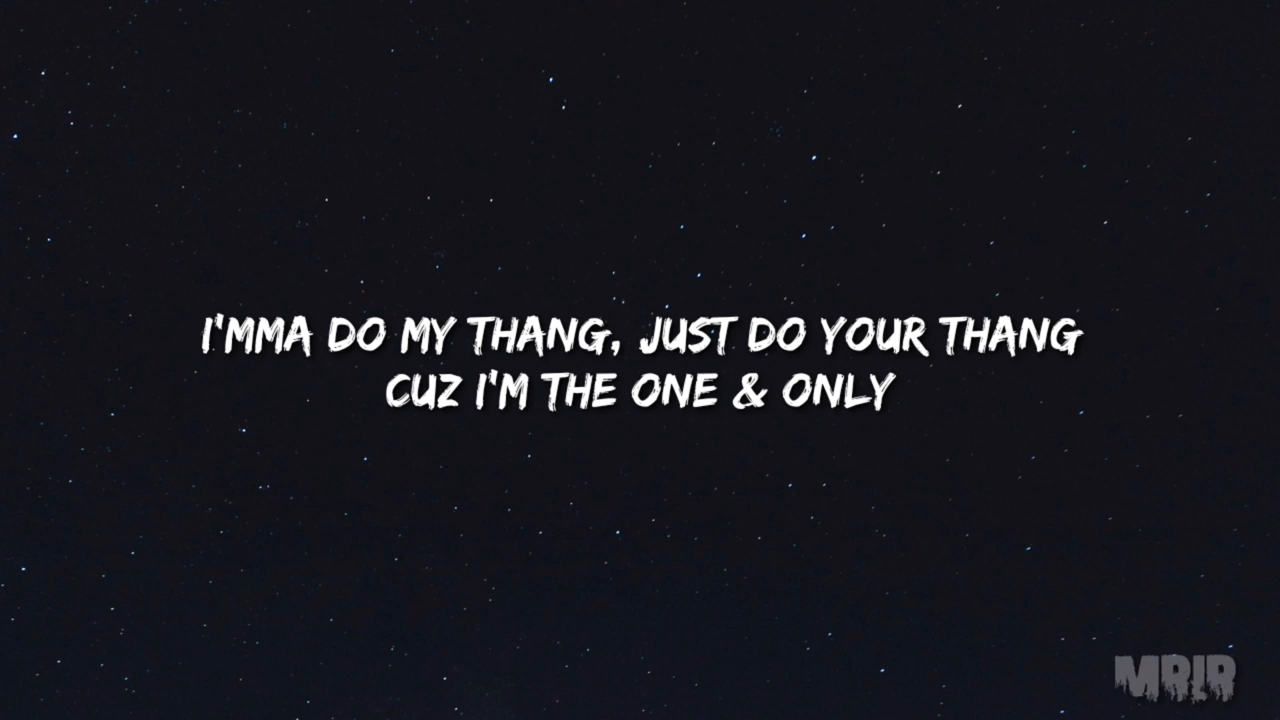 I'MMA DO MY THANG, JUST DO YOUR THANG
CUZ I'M THE ONE & ONLY
MRLR